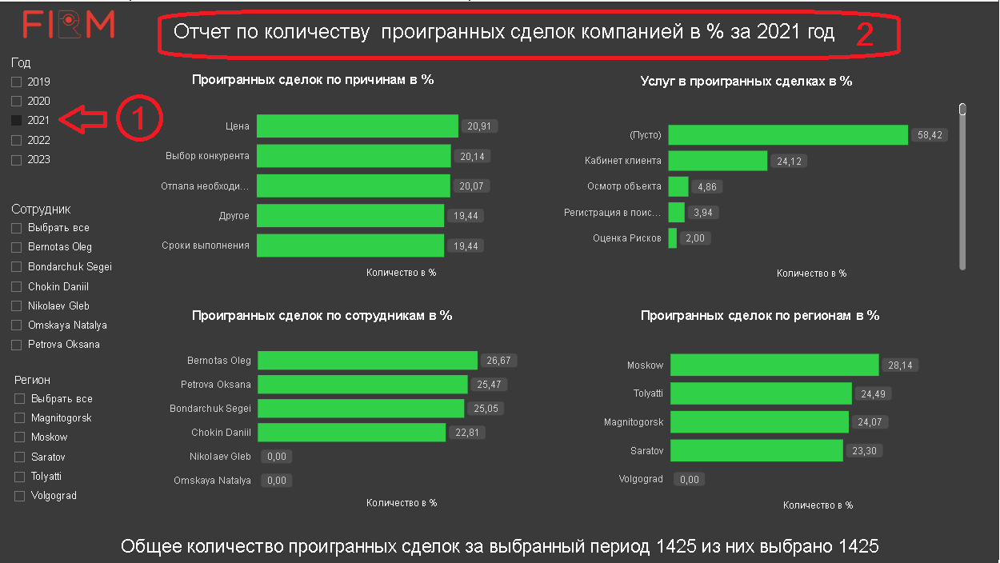 FIRM
Отчет по количеству проигранных сделок компанией в % за 2021 год 2
Год
2019
2020
2021
2022
2023
1
Сотрудник
Выбрать все
Bernotas Oleg
Bondarchuk Segei
Chokin Daniil
Nikolaev Gleb
Omskaya Natalya
Petrova Oksana
Регион
Выбрать все
Magnitogorsk
Moskow
Saratov
Tolyatti
Volgograd
Проигранных сделок по причинам в %
Цена 20,91
Выбор конкурента 20,14
Отпала необходи... 20,07
Другое 19,44
Сроки выполнения 19,44
Количество в %
Услуг в проигранных сделках в %
(Пусто) 58,42
Кабинет клиента 24,12
Осмотр объекта 4,86
Регистрация в поис... 3,94
Оценка Рисков 2,00
Количество в %
Проигранных сделок по сотрудникам в %
Bernotas Oleg 26,67
Petrova Oksana 25,47
Bondarchuk Segei 25,05
Chokin Daniil 22,81
Nikolaev Gleb 0,00
Omskaya Natalya 0,00
Количество в %
Проигранных сделок по регионам в %
Moskow 28,14
Tolyatti 24,49
Magnitogorsk 24,07
Saratov 23,30
Volgograd 0,00
Количество в %
Общее количество проигранных сделок за выбранный период 1425 из них выбрано 1425